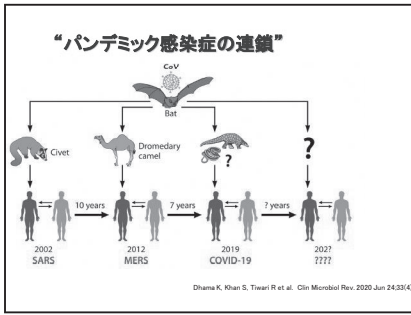 “パンデミック感染症の連鎖”
CoV
Bat
Civet
Dromedary
camel
?
?
10 years
7 years
? years
2002
SARS
2012
MERS
2019
COVID-19
202?
????
Dhama K, Khan S, Tiwari R et al. Clin Microbiol Rev. 2020 Jun 24;33(4)